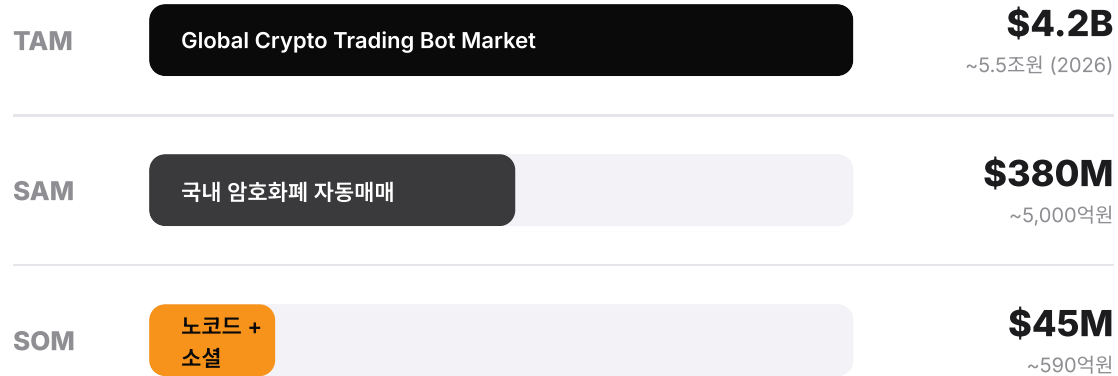 TAM
Global Crypto Trading Bot Market
$4.2B
~5.5조원 (2026)
SAM
국내 암호화폐 자동매매
$380M
~5,000억원
SOM
노코드 +
소셜
$45M
~590억원